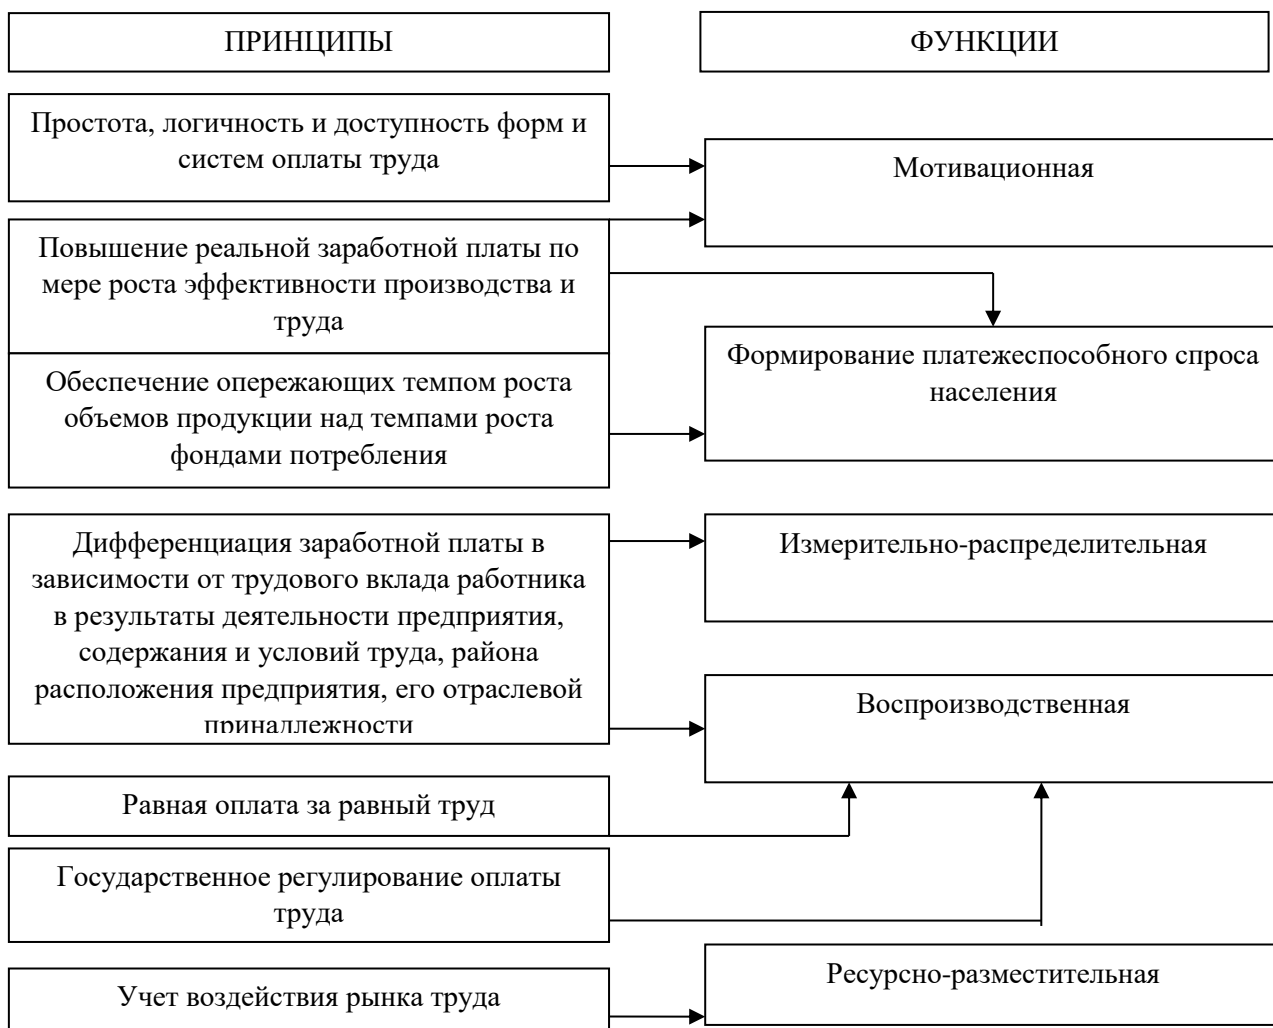 ПРИНЦИПЫ
ФУНКЦИИ
Простота, логичность и доступность форм и
систем оплаты труда
Мотивационная
Повышение реальной заработной платы по
мере роста эффективности производства и
труда
Формирование платежеспособного спроса
населения
Обеспечение опережающих темпом роста
объемов продукции над темпами роста
фондами потребления
Дифференциация заработной платы в
зависимости от трудового вклада работника
в результаты деятельности предприятия,
содержания и условий труда, района
расположения предприятия, его отраслевой
принадлежности
Измерительно-распределительная
Воспроизводственная
Равная оплата за равный труд
Государственное регулирование оплаты
труда
Ресурсно-разместительная
Учет воздействия рынка труда